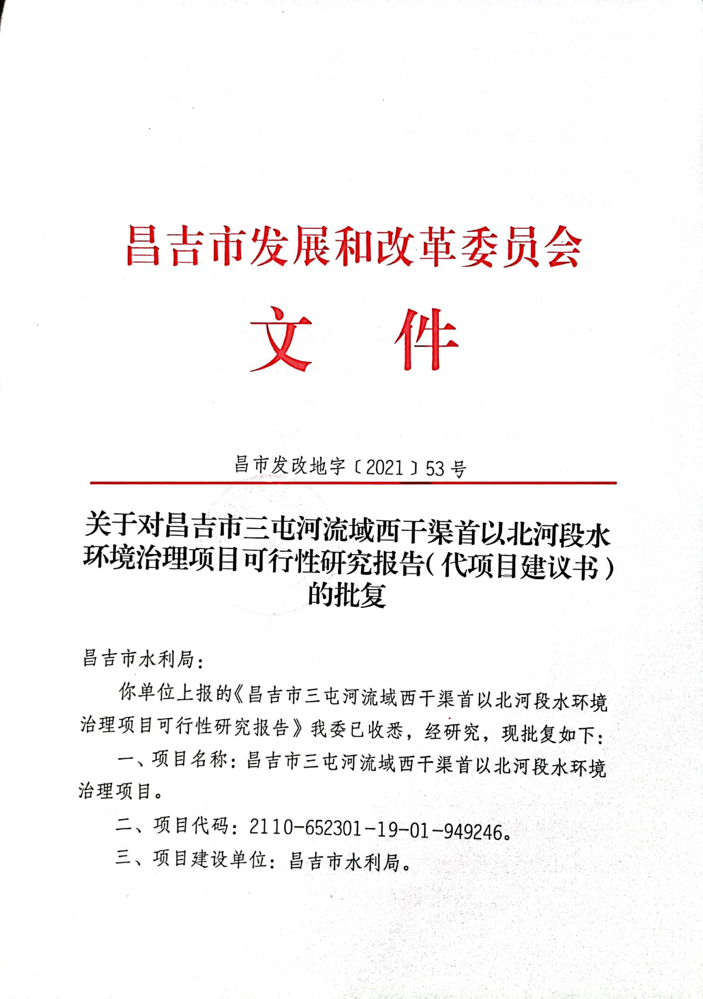 昌吉市发展和改革委员会
文 件
昌市发改地字〔2021〕53 号
关于对昌吉市三屯河流域西干渠首以北河段水
环境治理项目可行性研究报告(代项目建议书)
的批复
昌吉市水利局：
你单位上报的《昌吉市三屯河流域西干渠首以北河段水环境
治理项目可行性研究报告》我委已收悉，经研究，现批复如下：
一、项目名称：昌吉市三屯河流域西干渠首以北河段水环境
治理项目。
二、项目代码：2110-652301-19-01-949246。
三、项目建设单位：昌吉市水利局。